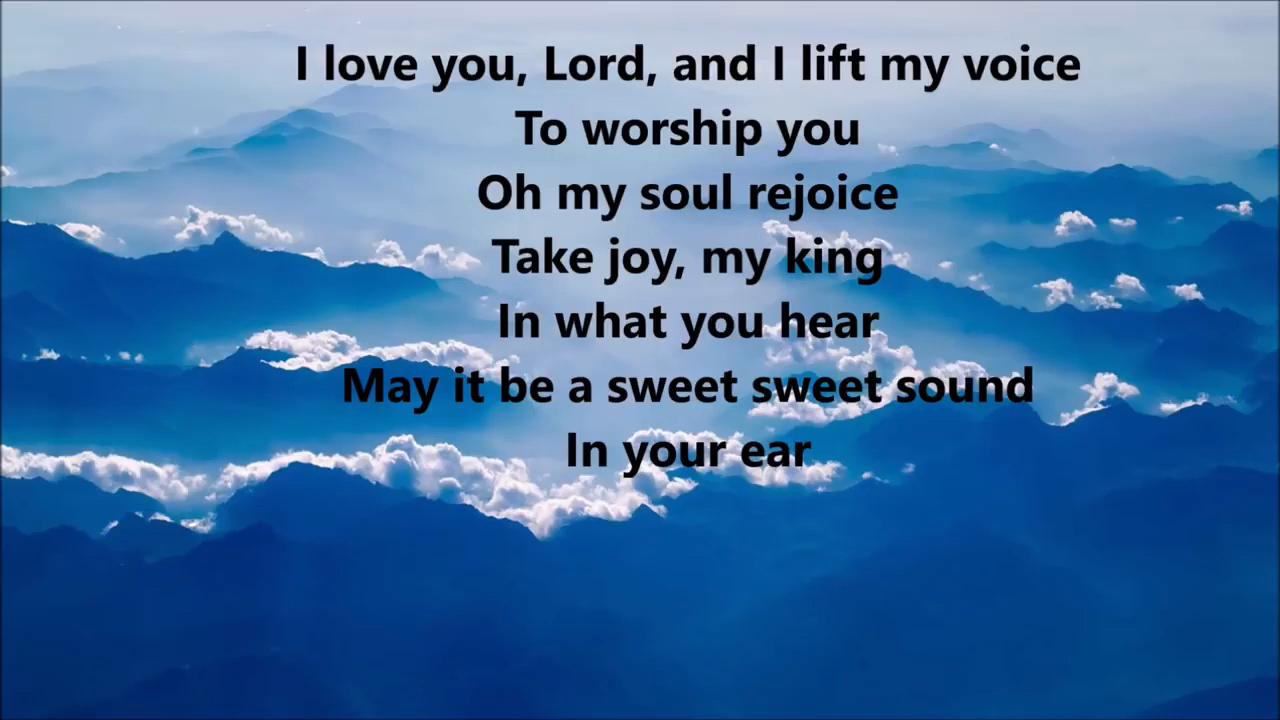 I love you, Lord, and I lift my voice
To worship you
Oh my soul rejoice
Take joy, my king
In what you hear
May it be a sweet sweet sound
In your ear